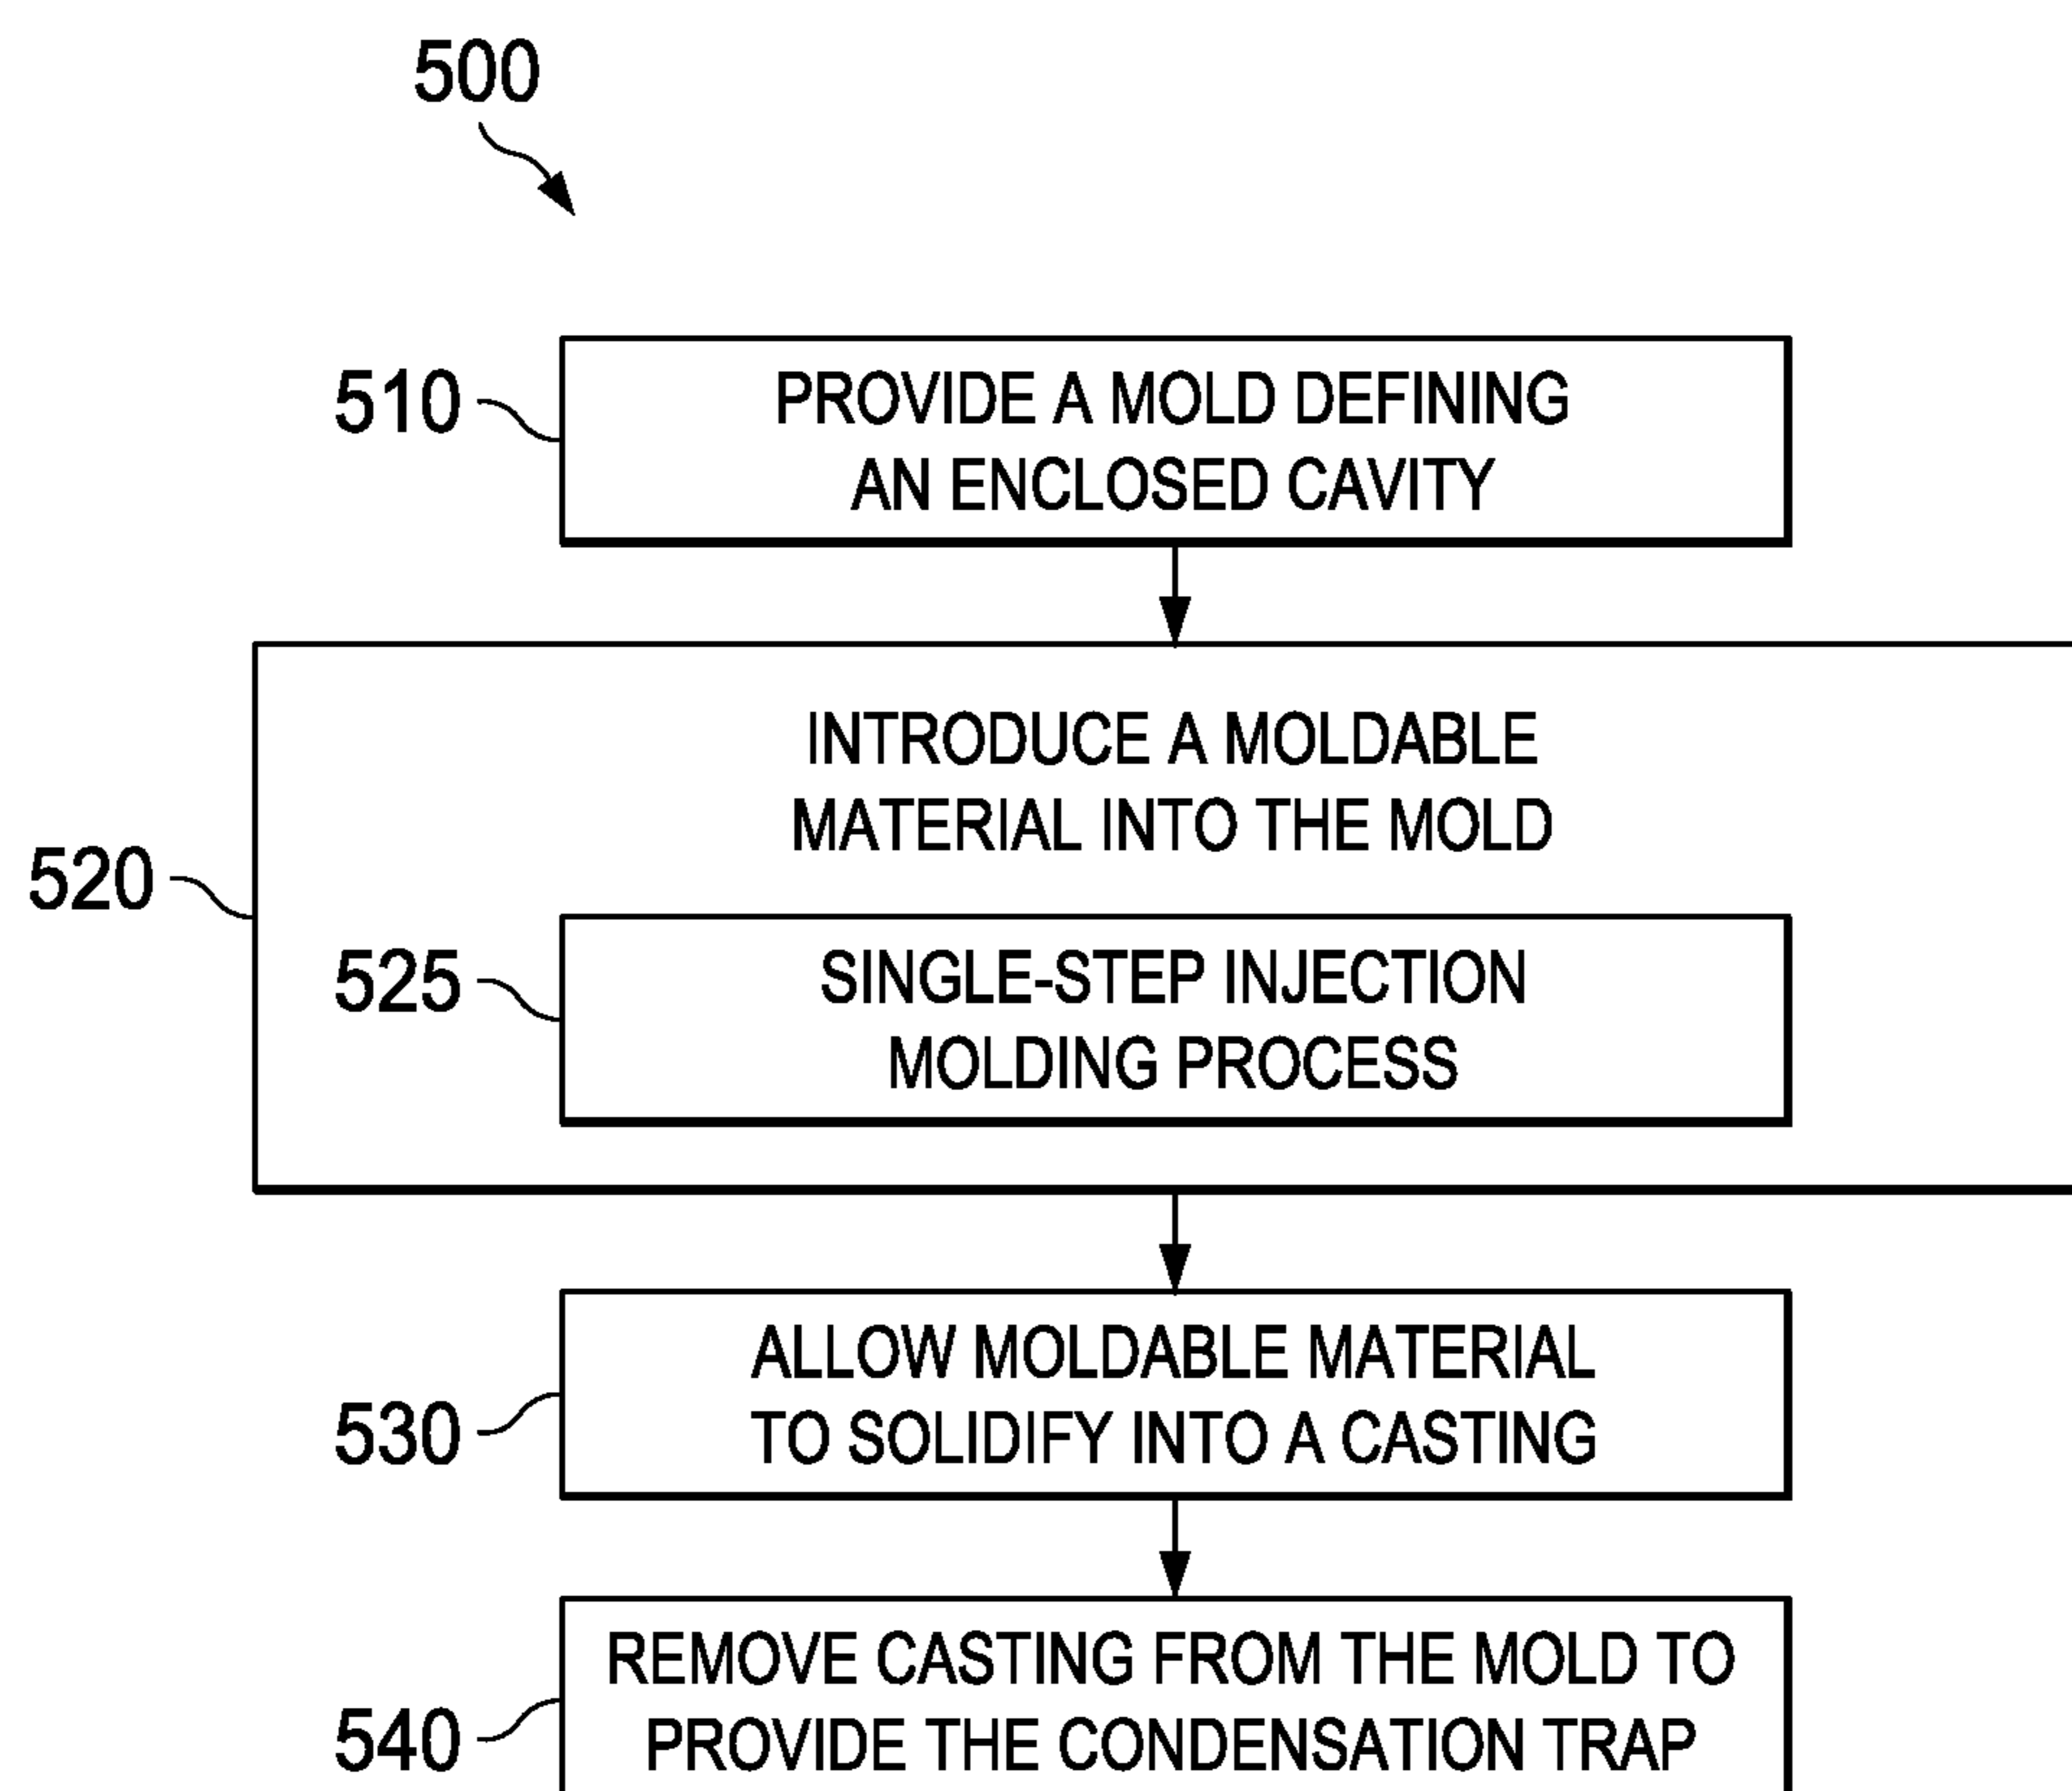 500
510
PROVIDE A MOLD DEFINING
AN ENCLOSED CAVITY
520
INTRODUCE A MOLDABLE
MATERIAL INTO THE MOLD
525
SINGLE-STEP INJECTION
MOLDING PROCESS
530
ALLOW MOLDABLE MATERIAL
TO SOLIDIFY INTO A CASTING
540
REMOVE CASTING FROM THE MOLD TO
PROVIDE THE CONDENSATION TRAP